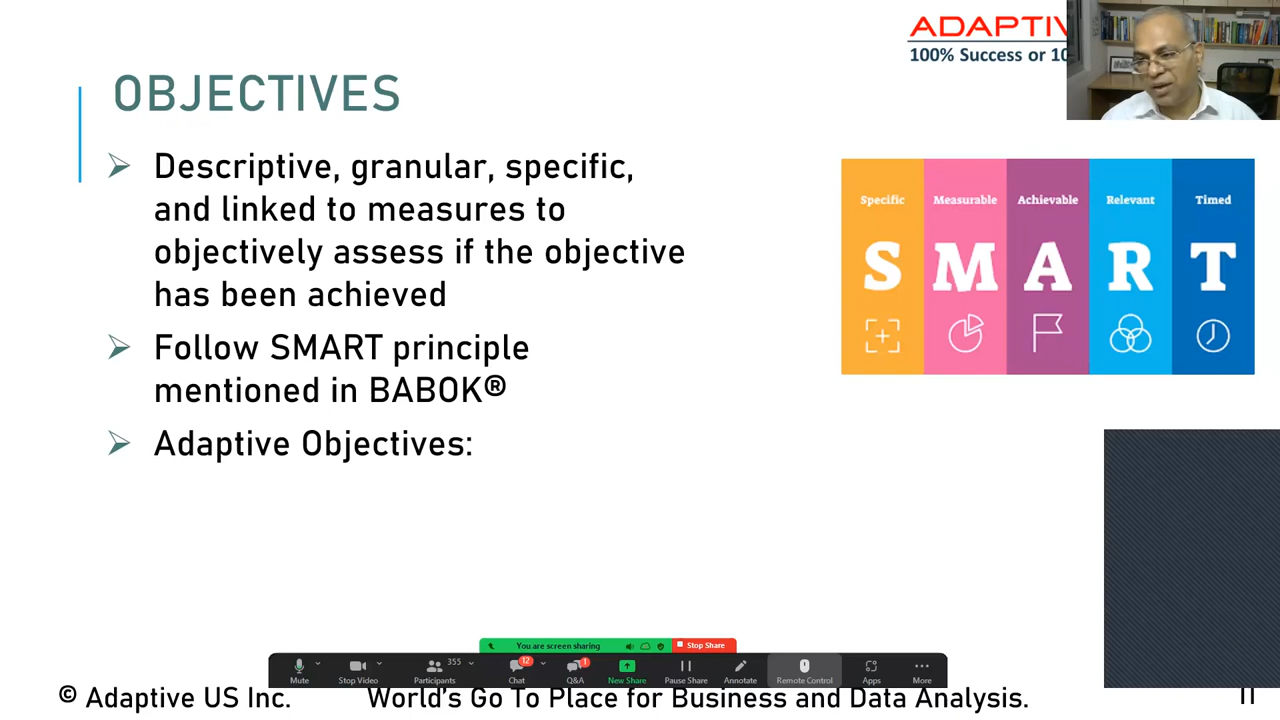 ADAPTIV
100% Success or 10
OBJECTIVES
Descriptive, granular, specific,
and linked to measures to
objectively assess if the objective
has been achieved
Follow SMART principle
mentioned in BABOK®
Adaptive Objectives:
Specific Measurable Achievable Relevant Timed
S M A R T
You are screen sharing Stop Share
355 12 1
Mute Stop Video Participants Chat Q&A New Share Pause Share Annotate Remote Control Apps More
© Adaptive US Inc. World's Go To Place for Business and Data Analysis. 11